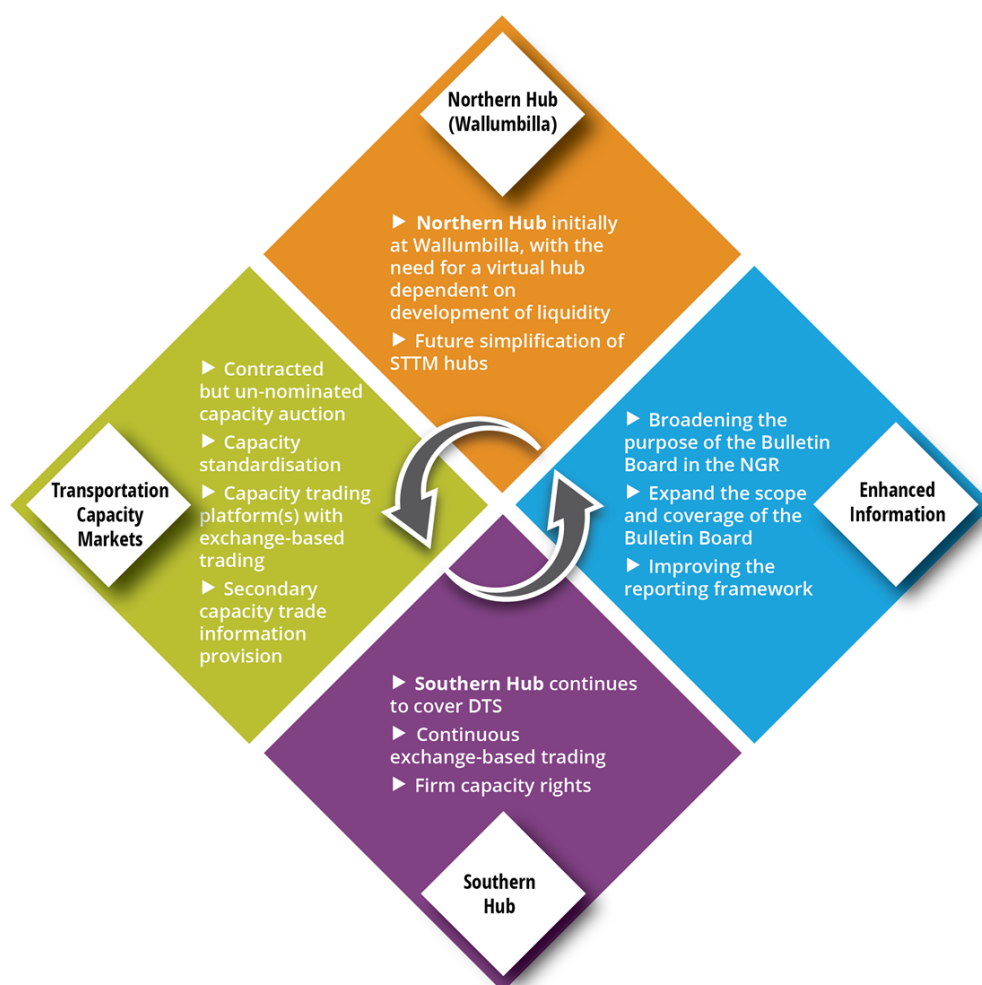 Northern Hub
(Wallumbilla)
► Northern Hub initially
at Wallumbilla, with the
need for a virtual hub
dependent on
development of liquidity
► Future simplification of
STTM hubs
Transportation
Capacity
Markets
► Contracted
but un-nominated
capacity auction
► Capacity
standardisation
► Capacity trading
platform(s) with
exchange-based
trading
► Secondary
capacity trade
information
provision
► Broadening the
purpose of the Bulletin
Board in the NGR
► Expand the scope
and coverage of the
Bulletin Board
► Improving the
reporting framework
Enhanced
Information
► Southern Hub continues
to cover DTS
► Continuous
exchange-based trading
► Firm capacity rights
Southern
Hub